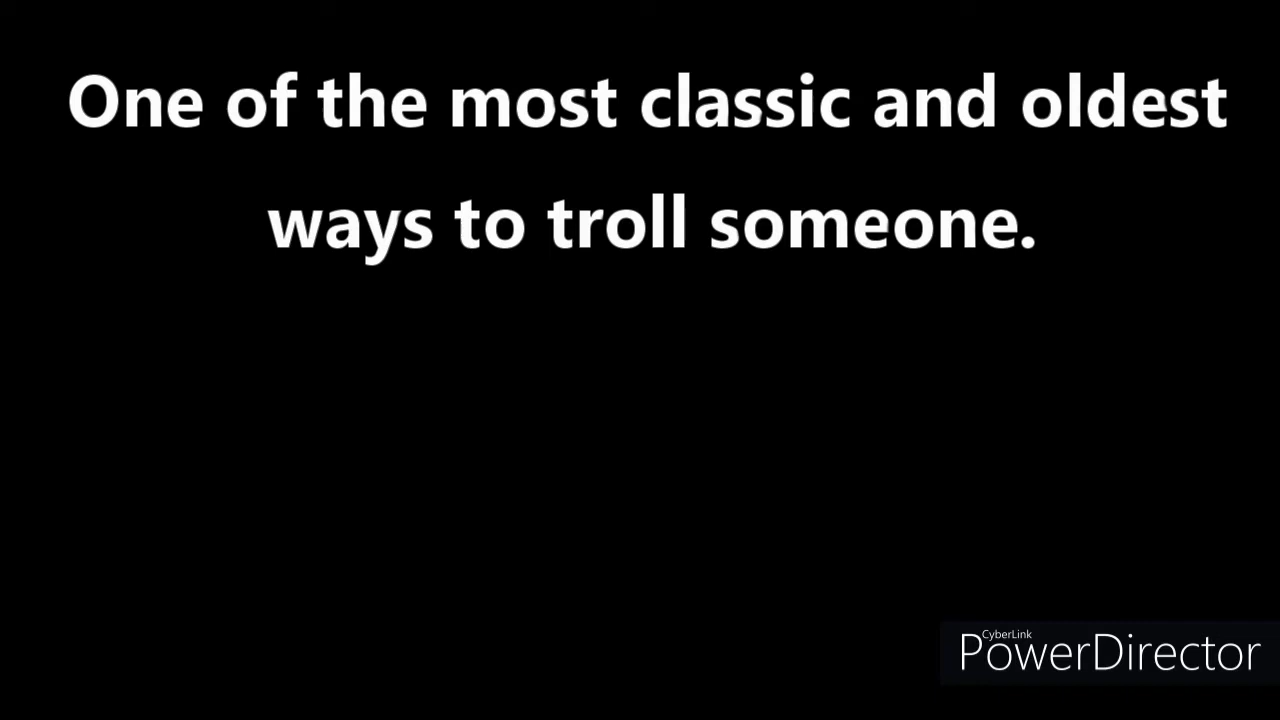 One of the most classic and oldest
ways to troll someone.
CyberLink
PowerDirector